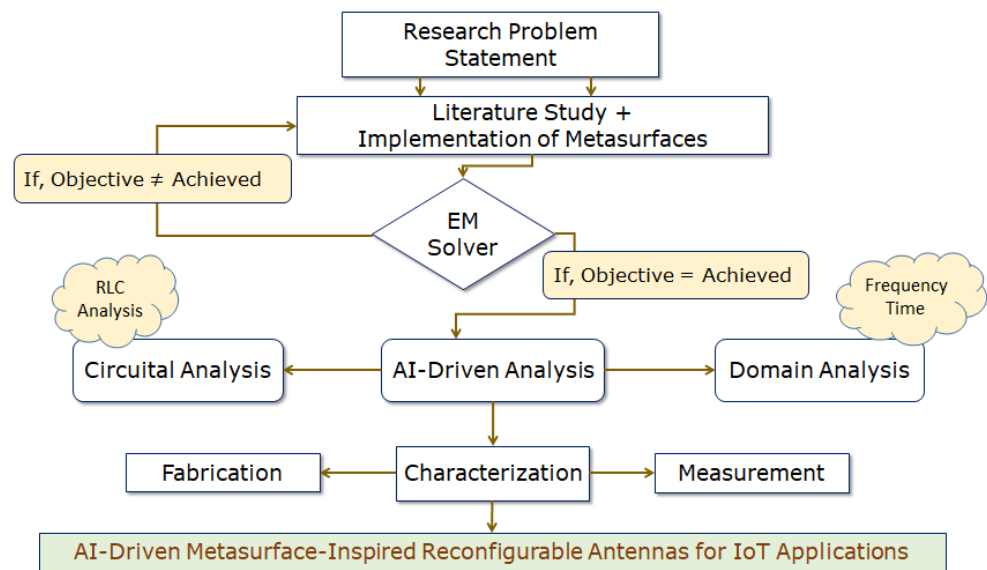 Research Problem
Statement
Literature Study +
Implementation of Metasurfaces
If, Objective ≠ Achieved
EM
Solver
If, Objective = Achieved
RLC
Analysis
Frequency
Time
Circuital Analysis
AI-Driven Analysis
Domain Analysis
Fabrication
Characterization
Measurement
AI-Driven Metasurface-Inspired Reconfigurable Antennas for IoT Applications